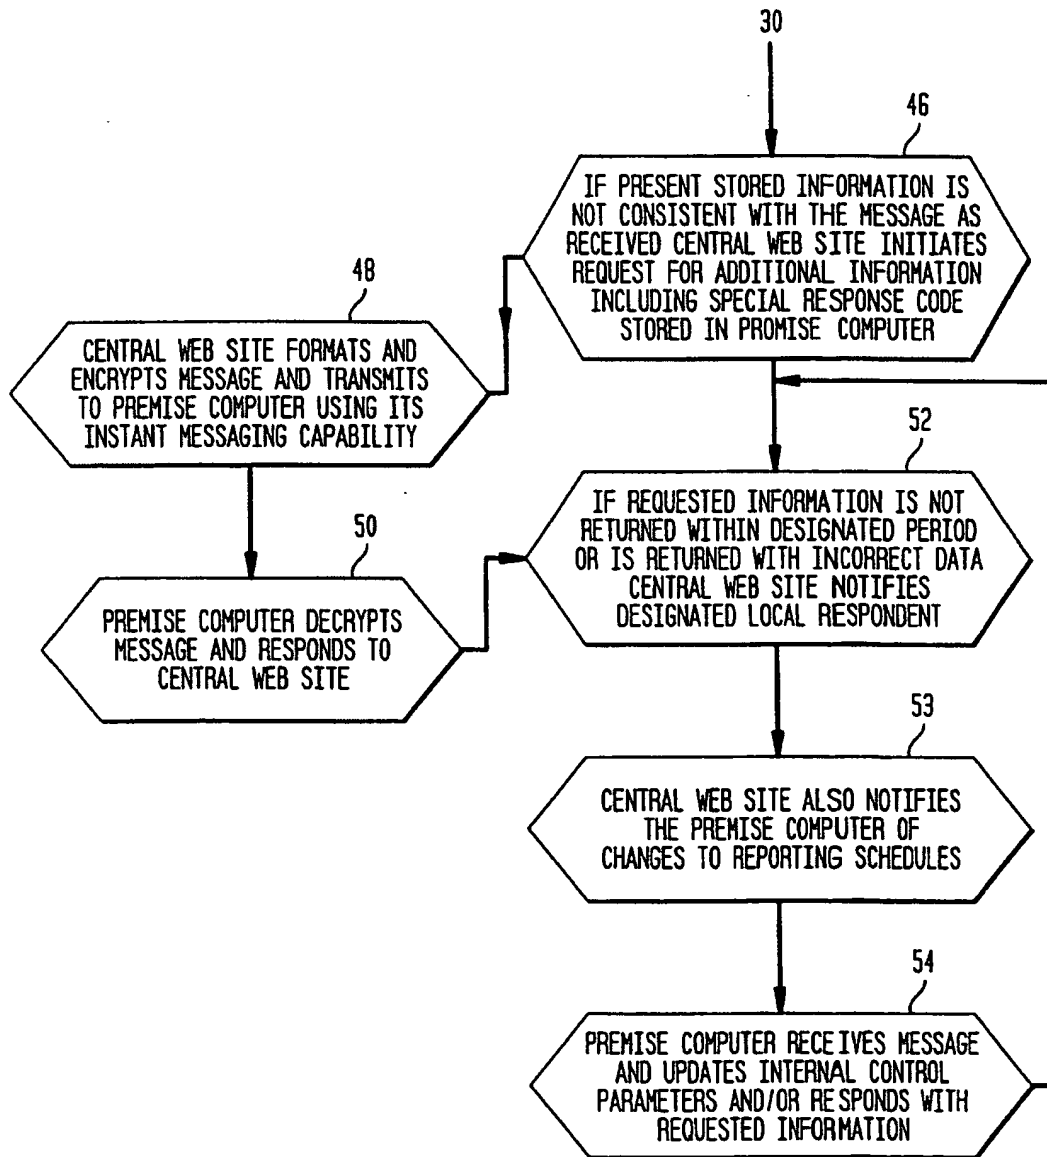 30
46
IF PRESENT STORED INFORMATION IS
NOT CONSISTENT WITH THE MESSAGE AS
RECEIVED CENTRAL WEB SITE INITIATES
REQUEST FOR ADDITIONAL INFORMATION
INCLUDING SPECIAL RESPONSE CODE
STORED IN PROMISE COMPUTER
48
CENTRAL WEB SITE FORMATS AND
ENCRYPTS MESSAGE AND TRANSMITS
TO PREMISE COMPUTER USING ITS
INSTANT MESSAGING CAPABILITY
50
PREMISE COMPUTER DECRYPTS
MESSAGE AND RESPONDS TO
CENTRAL WEB SITE
52
IF REQUESTED INFORMATION IS NOT
RETURNED WITHIN DESIGNATED PERIOD
OR IS RETURNED WITH INCORRECT DATA
CENTRAL WEB SITE NOTIFIES
DESIGNATED LOCAL RESPONDENT
53
CENTRAL WEB SITE ALSO NOTIFIES
THE PREMISE COMPUTER OF
CHANGES TO REPORTING SCHEDULES
54
PREMISE COMPUTER RECEIVES MESSAGE
AND UPDATES INTERNAL CONTROL
PARAMETERS AND/OR RESPONDS WITH
REQUESTED INFORMATION